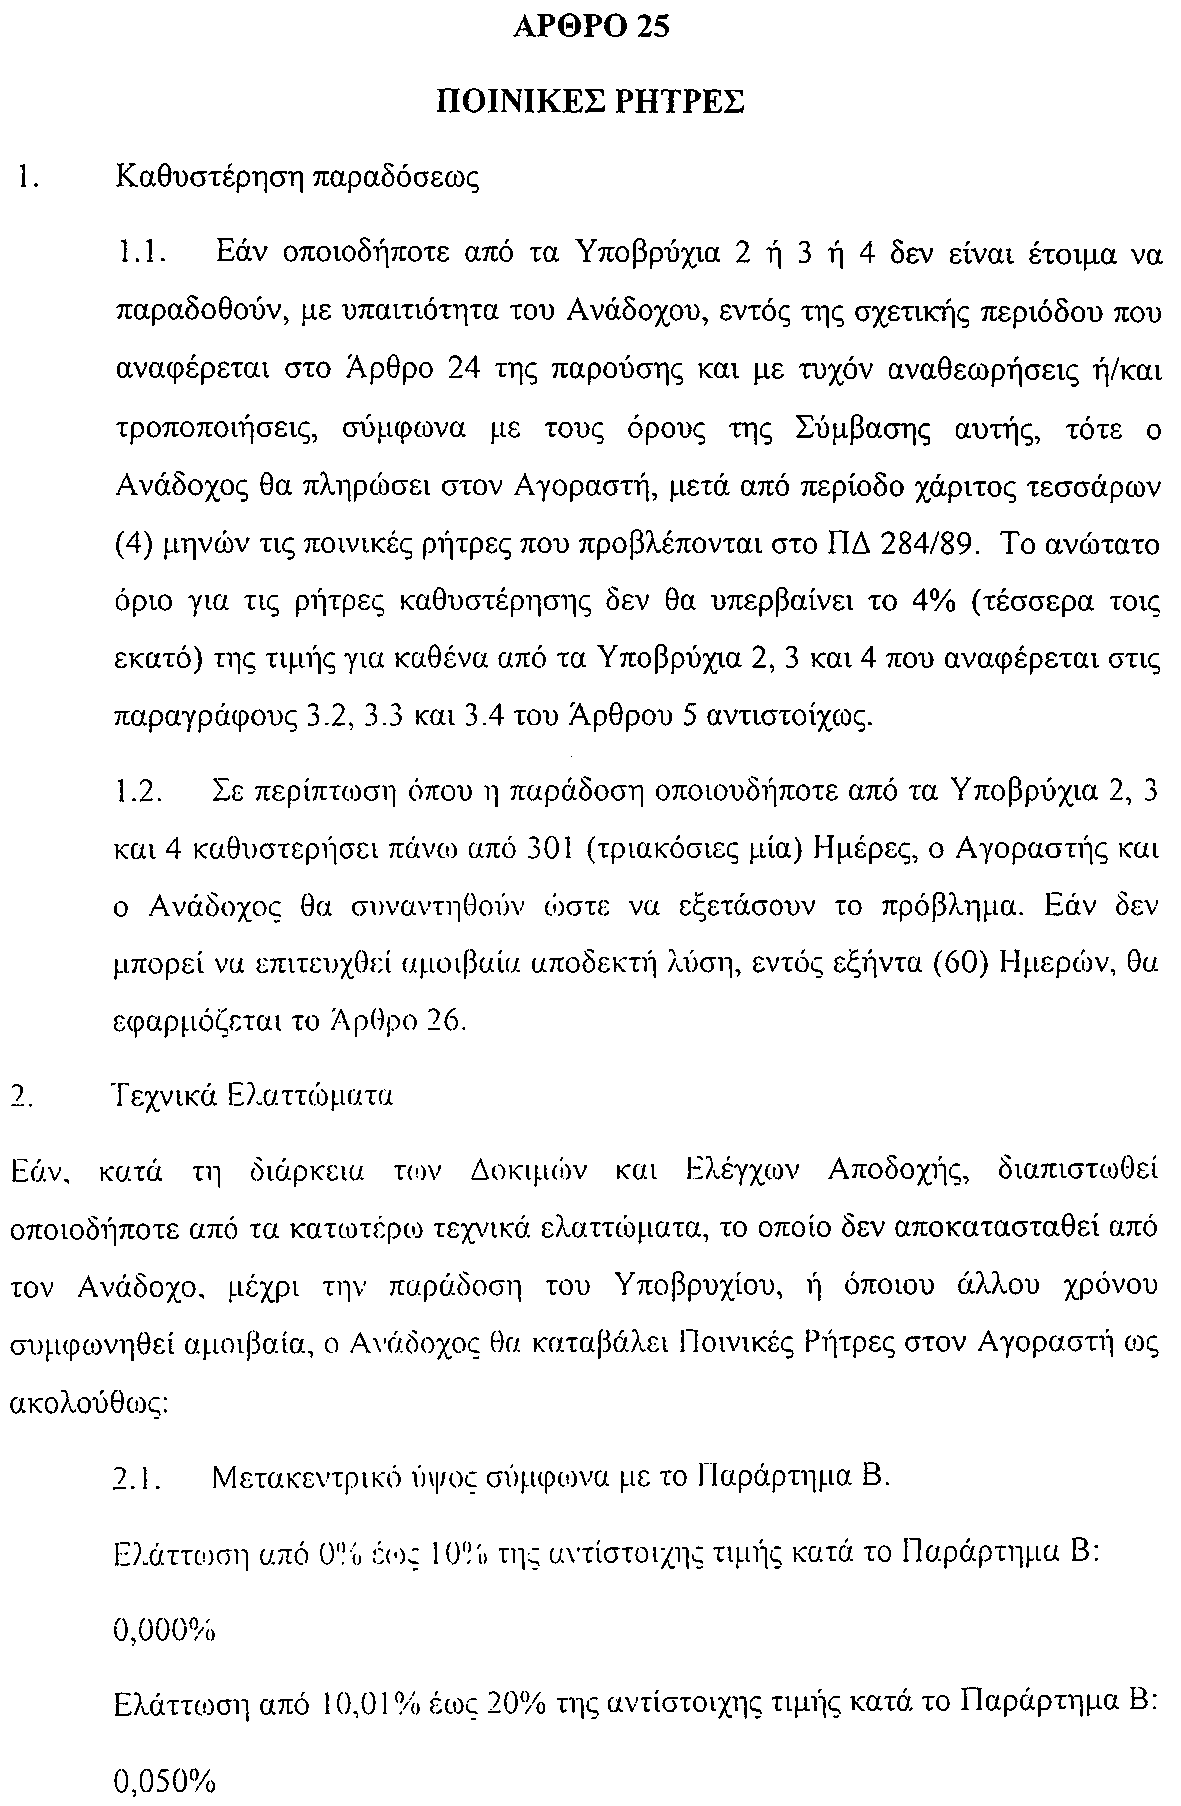 ΑΡΘΡΟ 25
ΠΟΙΝΙΚΕΣ ΡΗΤΡΕΣ
1. Καθυστέρηση παραδόσεως
1.1. Εάν οποιοδήποτε από τα Υποβρύχια 2 ή 3 ή 4 δεν είναι έτοιμα να
παραδοθούν, με υπαιτιότητα του Ανάδοχου, εντός της σχετικής περιόδου που
αναφέρεται στο Άρθρο 24 της παρούσης και με τυχόν αναθεωρήσεις ή/και
τροποποιήσεις, σύμφωνα με τους όρους της Σύμβασης αυτής, τότε ο
Ανάδοχος θα πληρώσει στον Αγοραστή, μετά από περίοδο χάριτος τεσσάρων
(4) μηνών τις ποινικές ρήτρες που προβλέπονται στο ΠΔ 284/89. Το ανώτατο
όριο για τις ρήτρες καθυστέρησης δεν θα υπερβαίνει το 4% (τέσσερα τοις
εκατό) της τιμής για καθένα από τα Υποβρύχια 2, 3 και 4 που αναφέρεται στις
παραγράφους 3.2, 3.3 και 3.4 του Άρθρου 5 αντιστοίχως.
1.2. Σε περίπτωση όπου η παράδοση οποιουδήποτε από τα Υποβρύχια 2, 3
και 4 καθυστερήσει πάνω από 301 (τριακόσιες μία) Ημέρες, ο Αγοραστής και
ο Ανάδοχος θα συναντηθούν ώστε να εξετάσουν το πρόβλημα. Εάν δεν
μπορεί να επιτευχθεί αμοιβαία αποδεκτή λύση, εντός εξήντα (60) Ημερών, θα
εφαρμόζεται το Άρθρο 26.
2. Τεχνικά Ελαττώματα
Εάν, κατά τη διάρκεια των Δοκιμών και Ελέγχων Αποδοχής, διαπιστωθεί
οποιοδήποτε από τα κατωτέρω τεχνικά ελαττώματα, το οποίο δεν αποκατασταθεί από
τον Ανάδοχο, μέχρι την παράδοση του Υποβρυχίου, ή όποιου άλλου χρόνου
συμφωνηθεί αμοιβαία, ο Ανάδοχος θα καταβάλει Ποινικές Ρήτρες στον Αγοραστή ως
ακολούθως:
2.1. Μετακεντρικό ύψος σύμφωνα με το Παράρτημα Β.
Ελάττωση από 0% έως 10% της αντίστοιχης τιμής κατά το Παράρτημα Β:
0,000%
Ελάττωση από 10,01% έως 20% της αντίστοιχης τιμής κατά το Παράρτημα Β:
0,050%